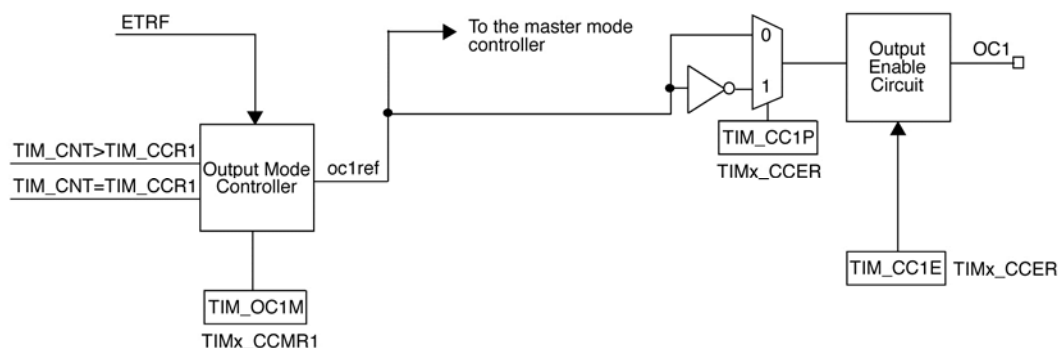 ETRF
To the master mode
controller
0
1
Output
Enable
Circuit
OC1
TIM_CNT>TIM_CCR1
TIM_CNT=TIM_CCR1
Output Mode
Controller
oc1ref
TIM_CC1P
TIMx_CCER
TIM_CC1E
TIMx_CCER
TIM_OC1M
TIMx_CCMR1